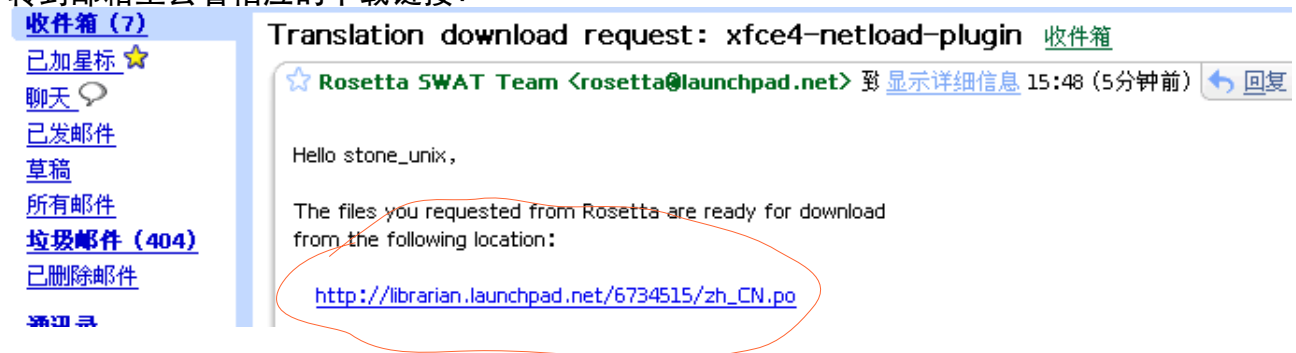 收件箱 (7)
已加星标
聊天
已发邮件
草稿
所有邮件
垃圾邮件 (404)
已删除邮件
Translation download request: xfce4-netload-plugin 收件箱
Rosetta SWAT Team <rosetta@launchpad.net> 到 显示详细信息 15:48 (5分钟前) 回复
Hello stone_unix,
The files you requested from Rosetta are ready for download
from the following location:
http://librarian.launchpad.net/6734515/zh_CN.po